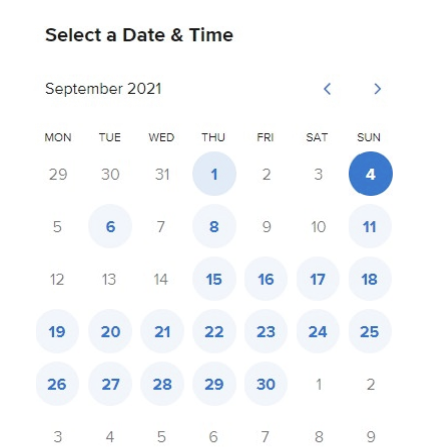 Select a Date & Time
September 2021
MON TUE WED THU FRI SAT SUN
29 30 31 1 2 3 4
5 6 7 8 9 10 11
12 13 14 15 16 17 18
19 20 21 22 23 24 25
26 27 28 29 30 1 2
3 4 5 6 7 8 9